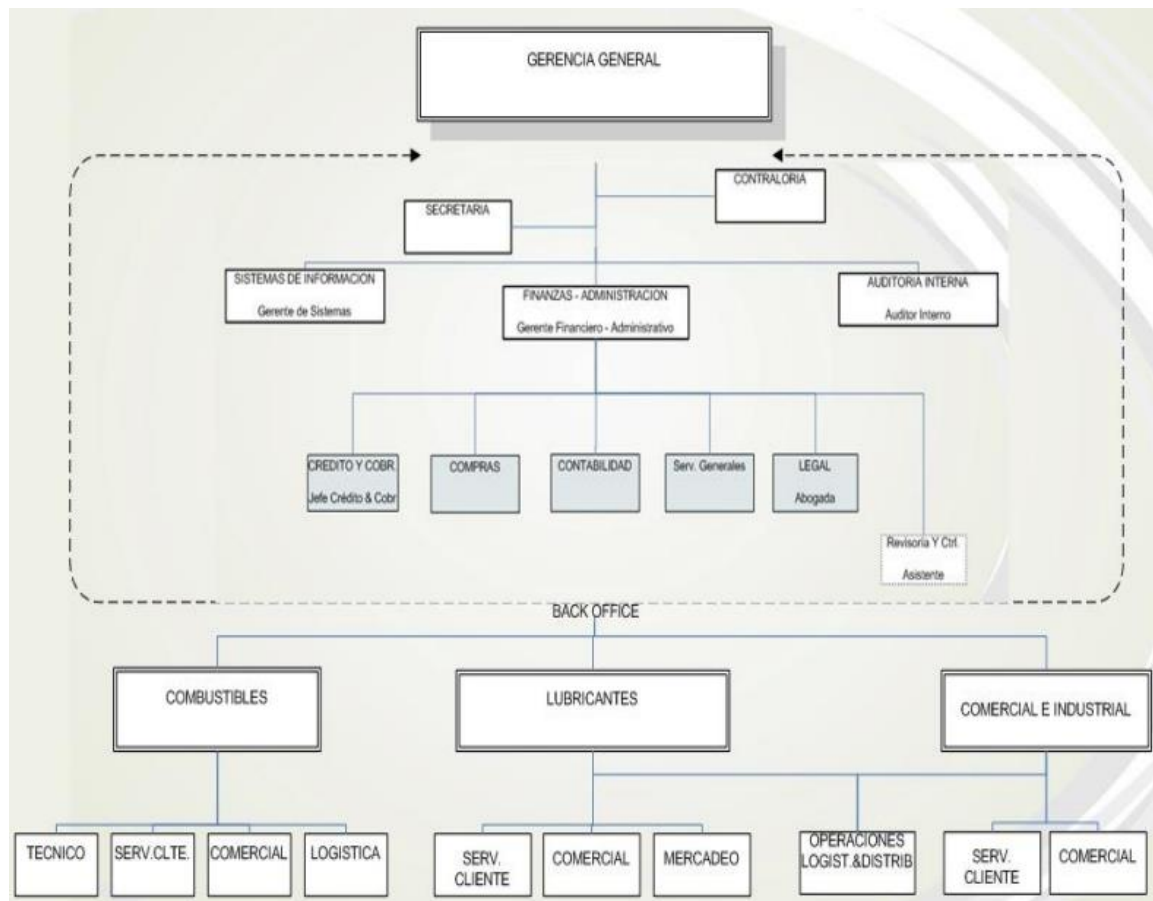 GERENCIA GENERAL
CONTRALORIA
SECRETARIA
SISTEMAS DE INFORMACION
Gerente de Sistemas
FINANZAS - ADMINISTRACION
Gerente Financiero - Administrativo
AUDITORIA INTERNA
Auditor Interno
CREDITO Y COBR.
Jefe Crédito & Cobr
COMPRAS
CONTABILIDAD
Serv. Generales
LEGAL
Abogada
Revisoría Y Ctrl.
Asistente
BACK OFFICE
COMBUSTIBLES
LUBRICANTES
COMERCIAL E INDUSTRIAL
TECNICO
SERV.CLTE.
COMERCIAL
LOGISTICA
SERV.
CLIENTE
COMERCIAL
MERCADEO
OPERACIONES
LOGIST.&DISTRIB
SERV.
CLIENTE
COMERCIAL